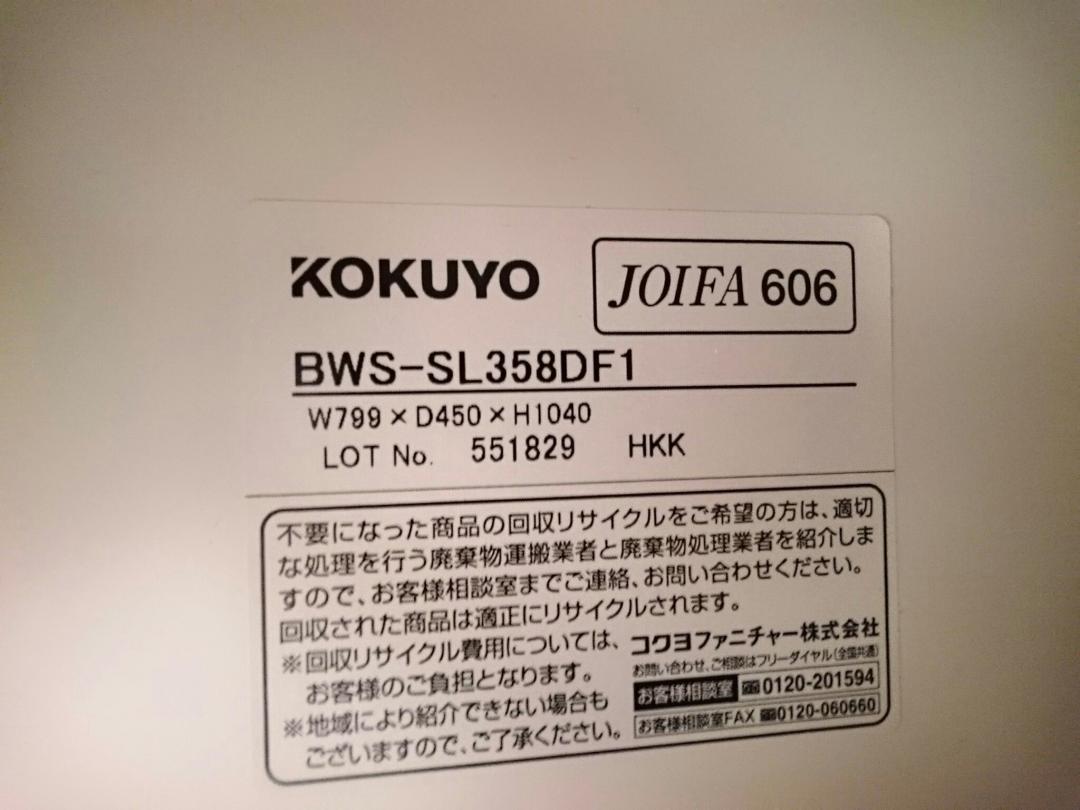 KOKUYO
JOIFA 606
BWS-SL358DF1
W799×D450×H1040
LOT No. 551829 HKK
不要になった商品の回収リサイクルをご希望の方は、適切
な処理を行う廃棄物運搬業者と廃棄物処理業者を紹介しま
すので、お客様相談室までご連絡、お問い合わせください。
回収された商品は適正にリサイクルされます。
※回収リサイクル費用については、
お客様のご負担となります。
※地域により紹介できない場合も
ございますので、ご了承ください。
コクヨファニチャー株式会社
お問い合わせ、ご相談はフリーダイヤル(全国共通)
お客様相談室 0120-201594
お客様相談室FAX 0120-060660